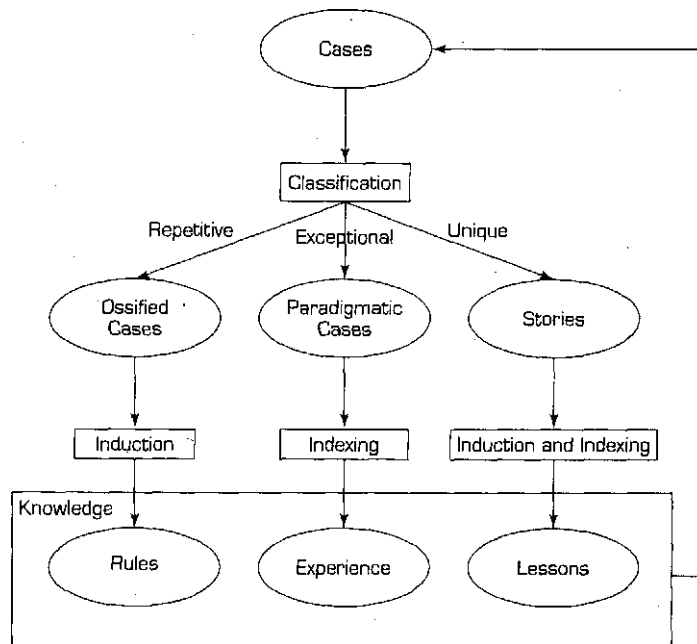 Cases
Classification
Repetitive
Exceptional
Unique
Ossified
Cases
Paradigmatic
Cases
Stories
Induction
Indexing
Induction and Indexing
Knowledge
Rules
Experience
Lessons